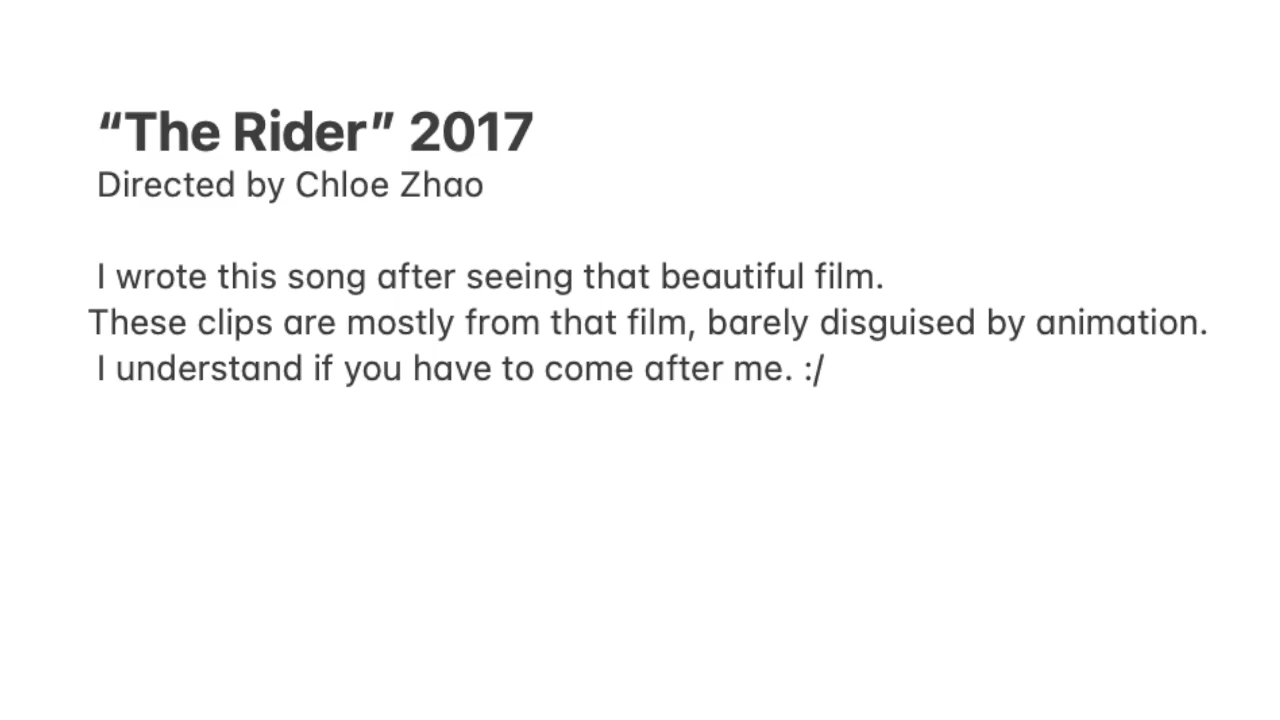 “The Rider” 2017
Directed by Chloe Zhao
I wrote this song after seeing that beautiful film.
These clips are mostly from that film, barely disguised by animation.
I understand if you have to come after me. :/